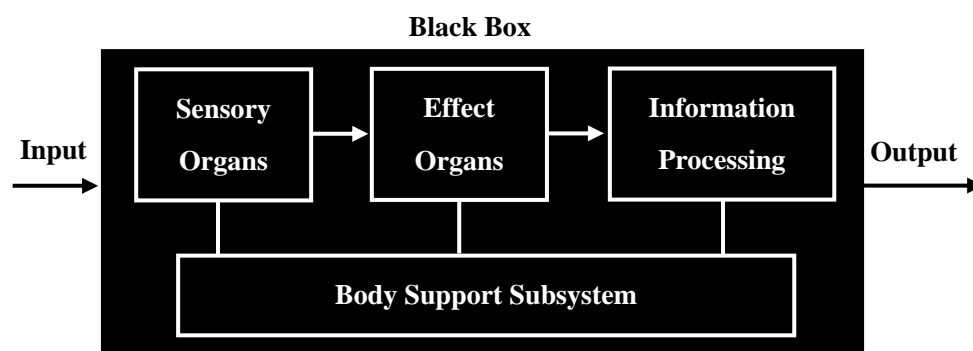 Black Box
Input
Sensory
Organs
Effect
Organs
Information
Processing
Output
Body Support Subsystem